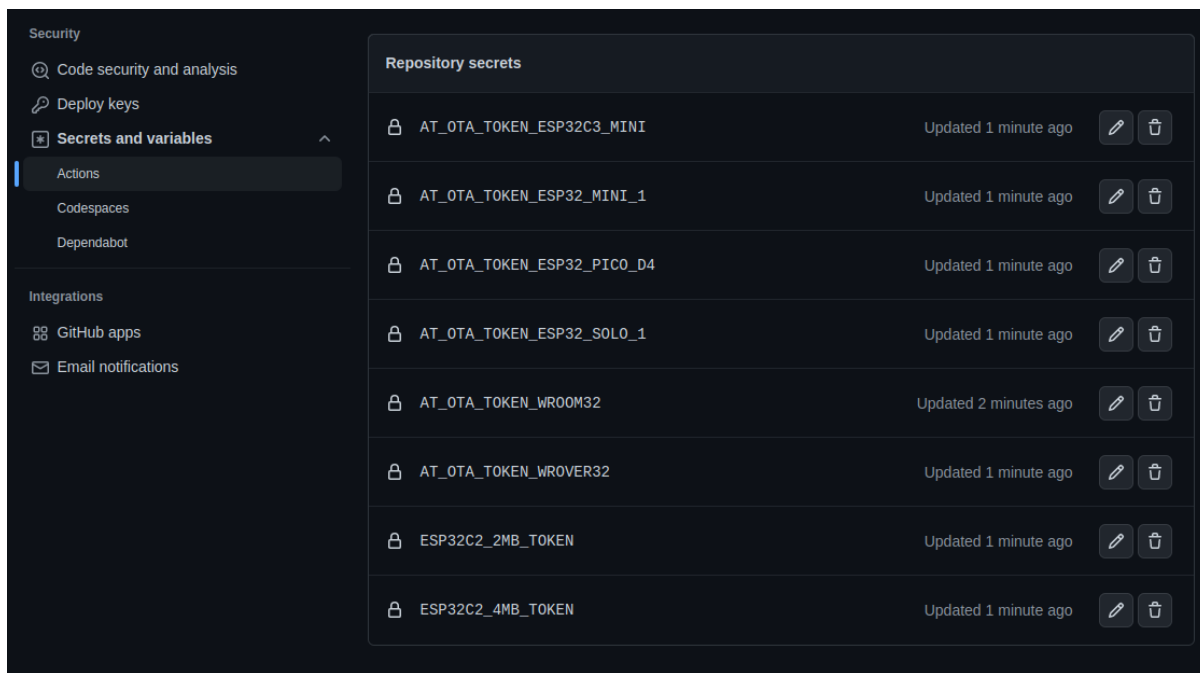 Security
Code security and analysis
Deploy keys
Secrets and variables
Actions
Codespaces
Dependabot
Integrations
GitHub apps
Email notifications
Repository secrets
AT_OTA_TOKEN_ESP32C3_MINI Updated 1 minute ago
AT_OTA_TOKEN_ESP32_MINI_1 Updated 1 minute ago
AT_OTA_TOKEN_ESP32_PICO_D4 Updated 1 minute ago
AT_OTA_TOKEN_ESP32_SOLO_1 Updated 1 minute ago
AT_OTA_TOKEN_WROOM32 Updated 2 minutes ago
AT_OTA_TOKEN_WROVER32 Updated 1 minute ago
ESP32C2_2MB_TOKEN Updated 1 minute ago
ESP32C2_4MB_TOKEN Updated 1 minute ago